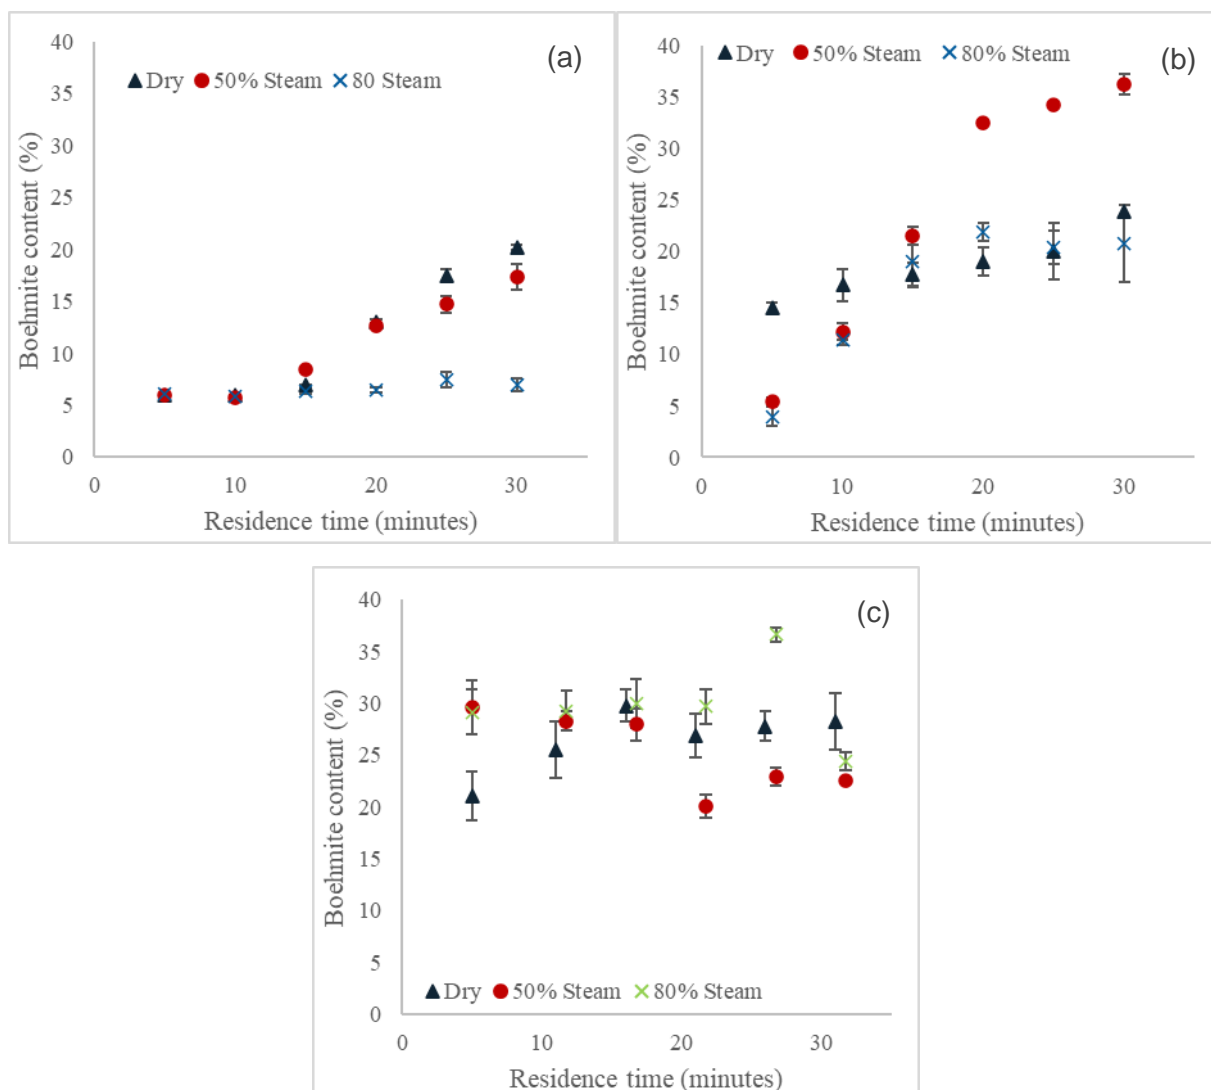 40
35
30
25
20
15
10
5
0
Boehmite content (%)
(a)
Dry 50% Steam 80 Steam
0 10 20 30
Residence time (minutes)
40
35
30
25
20
15
10
5
0
Boehmite content (%)
Dry 50% Steam 80% Steam
(b)
0 10 20 30
Residence time (minutes)
40
35
30
25
20
15
10
5
0
Boehmite content (%)
(c)
Dry 50% Steam 80% Steam
0 10 20 30
Residence time (minutes)